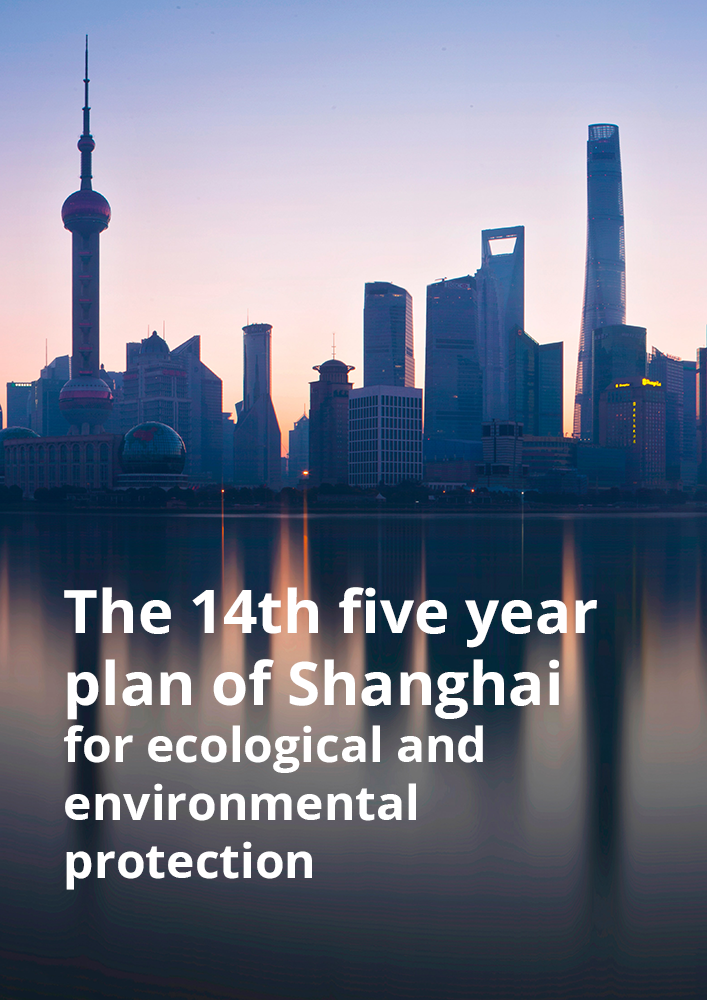 The 14th five year
plan of Shanghai
for ecological and
environmental
protection